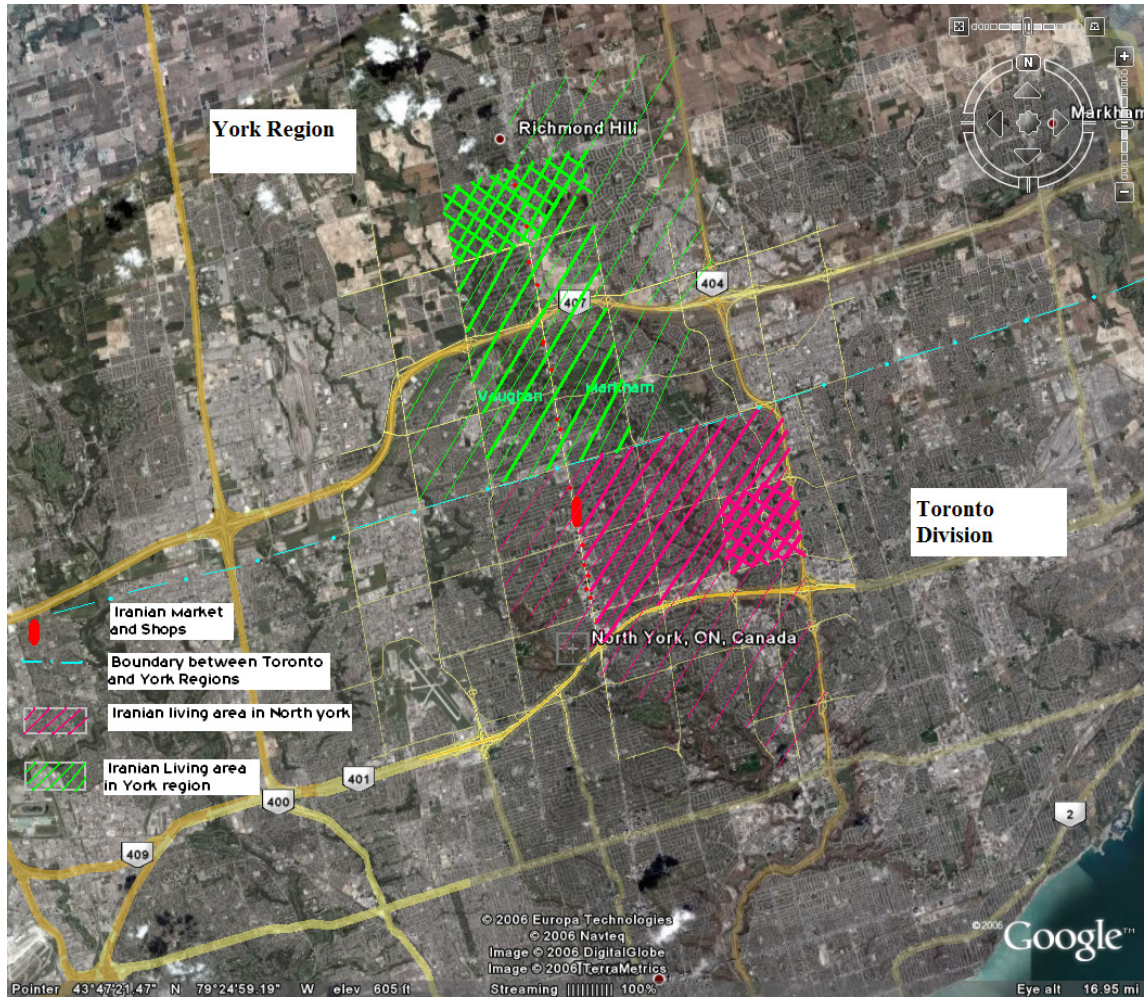 N
Markham
York Region
Richmond Hill
404
407
Vaughan
Markham
Toronto
Division
Iranian Market
and Shops
North York, ON, Canada
Boundary between Toronto
and York Regions
Iranian living area in North york
Iranian Living area
in York region
401
400
2
409
© 2006 Europa Technologies
© 2006 Navteq
Image © 2006 DigitalGlobe
Image © 2006 TerraMetrics
©2006 Google™
Pointer 43°47'21.47" N 79°24'59.19" W elev 605 ft Streaming |||||||||| 100% Eye alt 16.95 mi